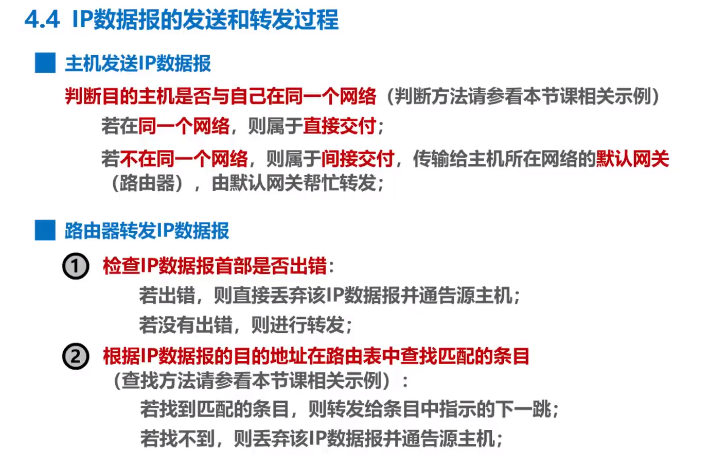 4.4 IP数据报的发送和转发过程
主机发送IP数据报
判断目的主机是否与自己在同一个网络（判断方法请参看本节课相关示例）
若在同一个网络，则属于直接交付；
若不在同一个网络，则属于间接交付，传输给主机所在网络的默认网关
（路由器），由默认网关帮忙转发；
路由器转发IP数据报
① 检查IP数据报首部是否出错：
若出错，则直接丢弃该IP数据报并通告源主机；
若没有出错，则进行转发；
② 根据IP数据报的目的地址在路由表中查找匹配的条目
（查找方法请参看本节课相关示例）：
若找到匹配的条目，则转发给条目中指示的下一跳；
若找不到，则丢弃该IP数据报并通告源主机；